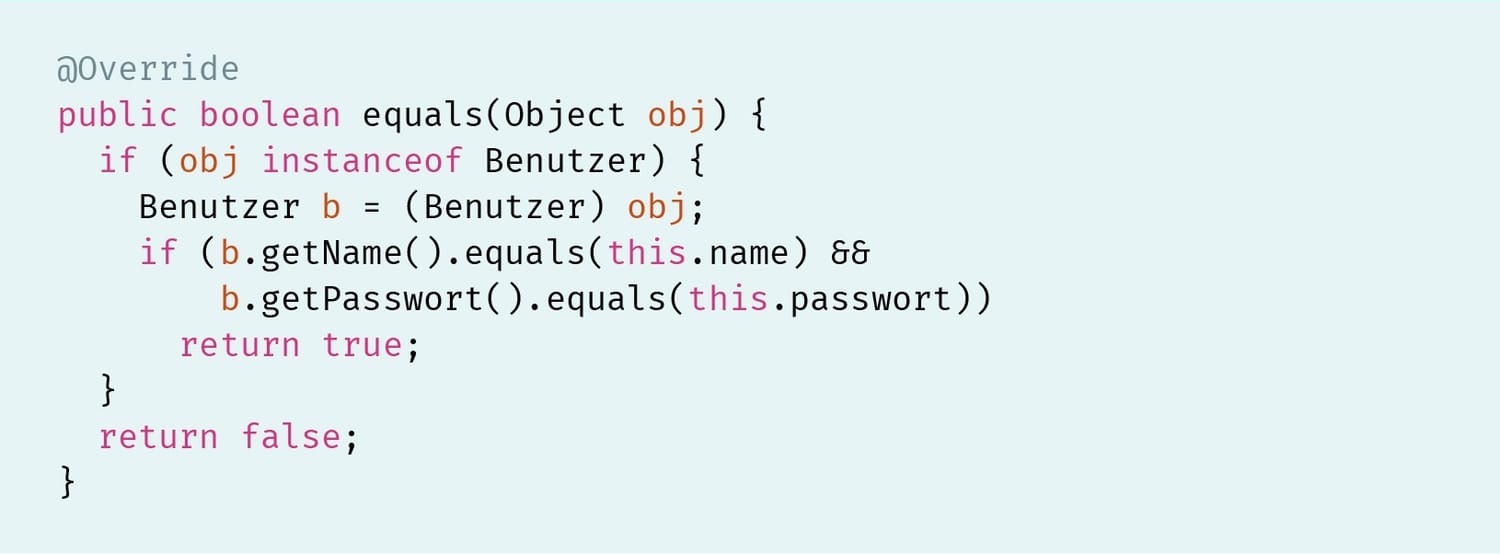 @Override
public boolean equals(Object obj) {
  if (obj instanceof Benutzer) {
    Benutzer b = (Benutzer) obj;
    if (b.getName().equals(this.name) &&
        b.getPasswort().equals(this.passwort))
      return true;
  }
  return false;
}